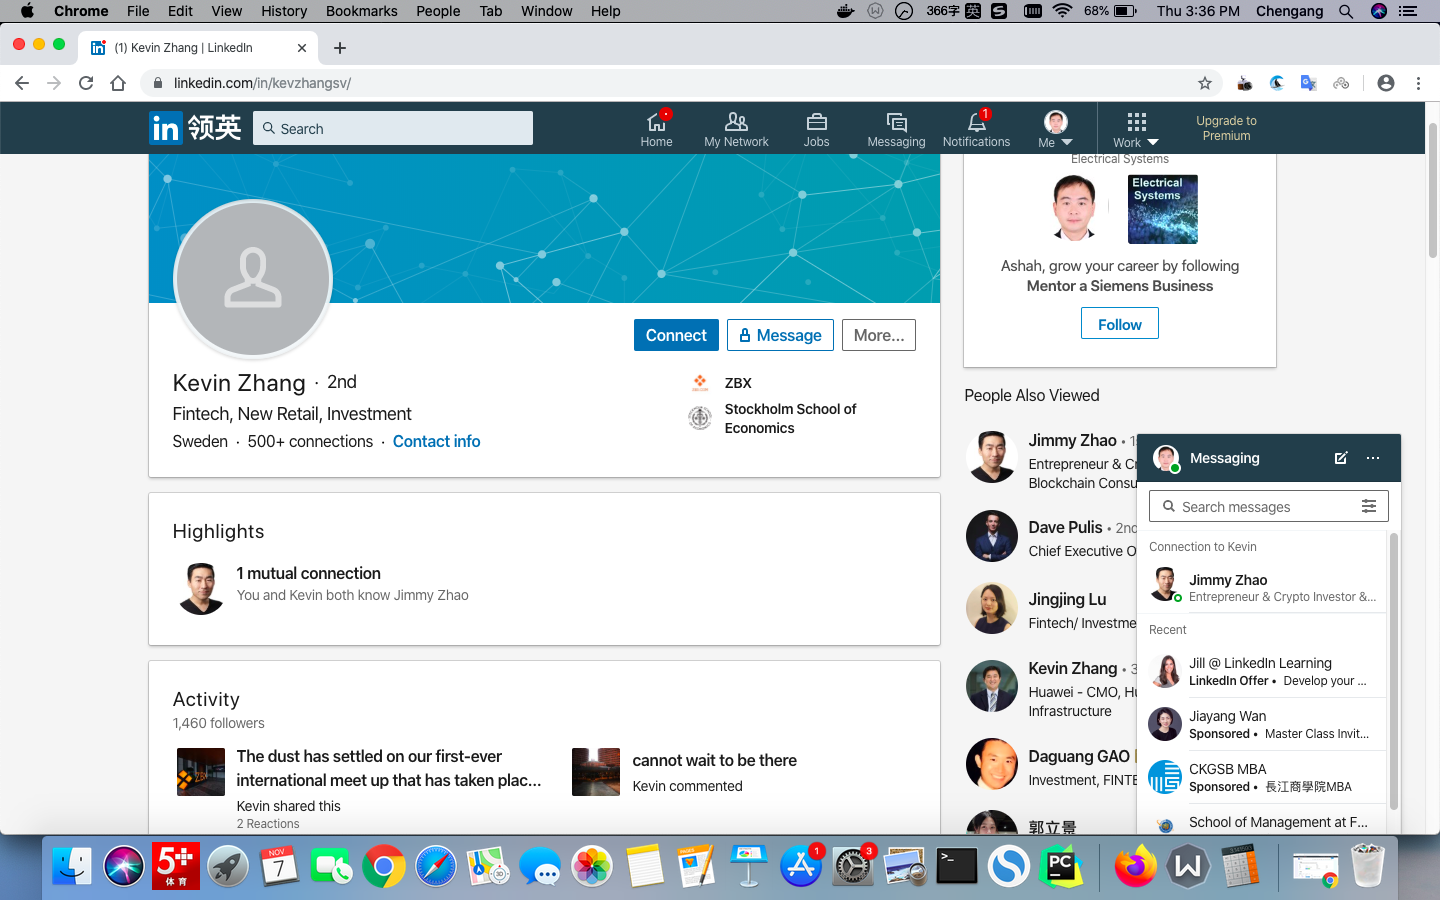 Chrome File Edit View History Bookmarks People Tab Window Help
366字 英 S 68% Thu 3:36 PM Chengang
(1) Kevin Zhang | LinkedIn
linkedin.com/in/kevzhangsv/
in 领英 Search
Home My Network Jobs Messaging Notifications 1 Me Work
Upgrade to
Premium
Connect Message More...
Kevin Zhang · 2nd
Fintech, New Retail, Investment
Sweden · 500+ connections · Contact info
ZBX
Stockholm School of
Economics
Highlights
1 mutual connection
You and Kevin both know Jimmy Zhao
Activity
1,460 followers
The dust has settled on our first-ever
international meet up that has taken plac...
Kevin shared this
2 Reactions
cannot wait to be there
Kevin commented
Electrical Systems
Electrical
Systems
Ashah, grow your career by following
Mentor a Siemens Business
Follow
People Also Viewed
Jimmy Zhao
Entrepreneur & Cr
Blockchain Consu
Dave Pulis • 2nd
Chief Executive O
Jingjing Lu
Fintech/ Investme
Kevin Zhang • 3
Huawei - CMO, Hu
Infrastructure
Daguang GAO
Investment, FINTE
郭立景
Messaging
Search messages
Connection to Kevin
Jimmy Zhao
Entrepreneur & Crypto Investor &...
Recent
Jill @ LinkedIn Learning
LinkedIn Offer • Develop your ...
Jiayang Wan
Sponsored • Master Class Invit...
CKGSB MBA
Sponsored • 長江商學院MBA
School of Management at F...
5+
体育
NOV
7
3D
1
3
>_
PC